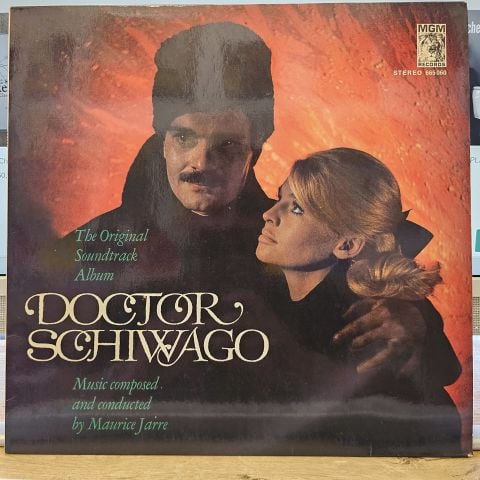 MGM
RECORDS
STEREO 665 060
The Original
Soundtrack
Album
DOCTOR
SCHIWAGO
Music composed
and conducted
by Maurice Jarre